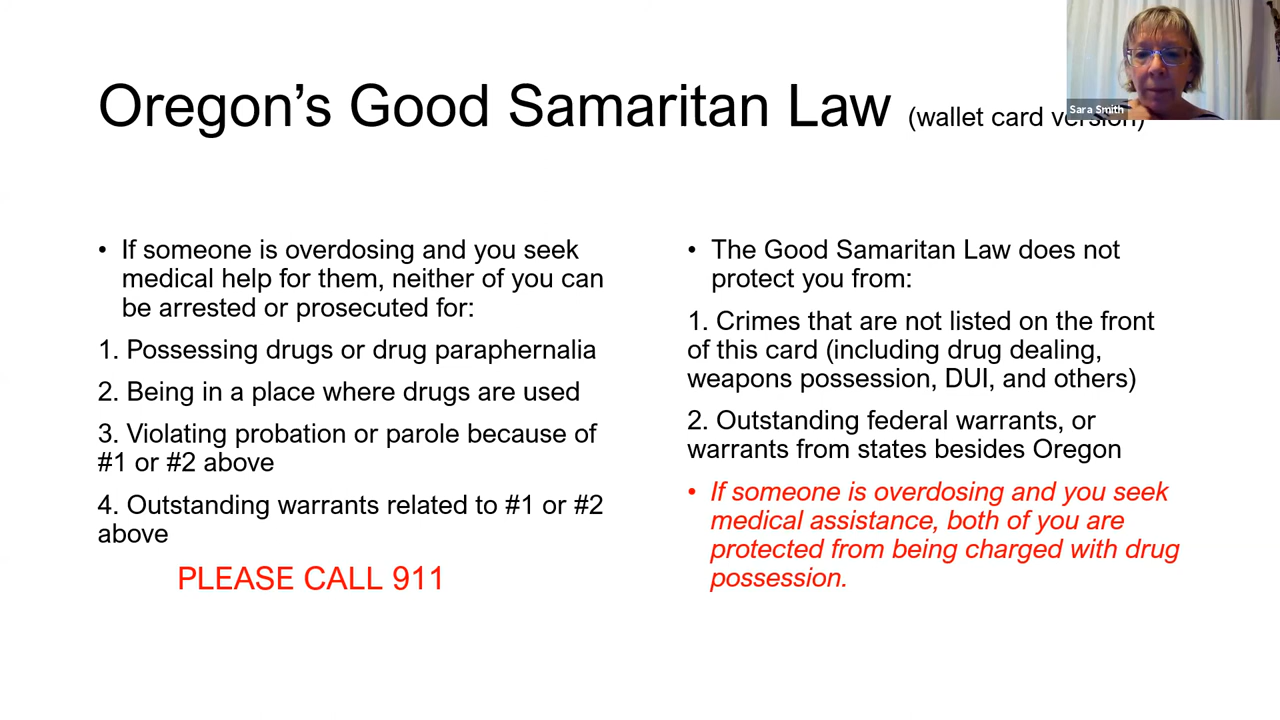 Oregon's Good Samaritan Law (wallet card version)
Sara Smith
• If someone is overdosing and you seek
medical help for them, neither of you can
be arrested or prosecuted for:
1. Possessing drugs or drug paraphernalia
2. Being in a place where drugs are used
3. Violating probation or parole because of
#1 or #2 above
4. Outstanding warrants related to #1 or #2
above
PLEASE CALL 911
• The Good Samaritan Law does not
protect you from:
1. Crimes that are not listed on the front
of this card (including drug dealing,
weapons possession, DUI, and others)
2. Outstanding federal warrants, or
warrants from states besides Oregon
• If someone is overdosing and you seek
medical assistance, both of you are
protected from being charged with drug
possession.